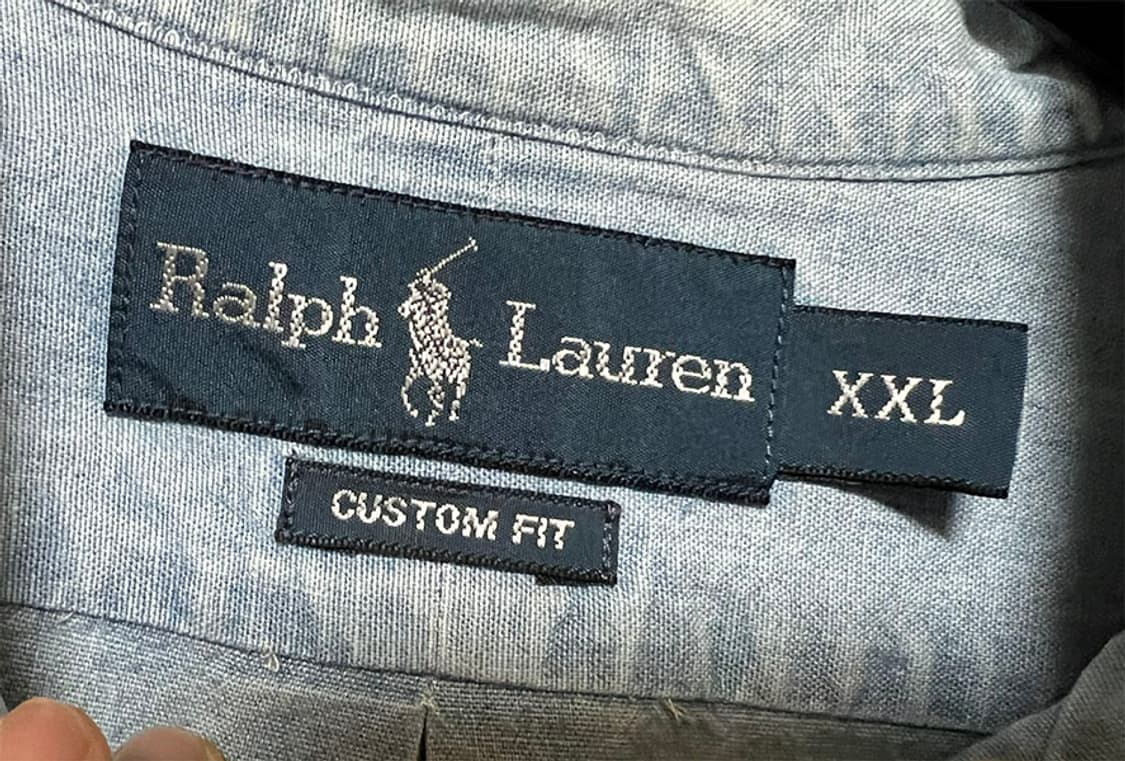 Ralph Lauren XXL
CUSTOM FIT